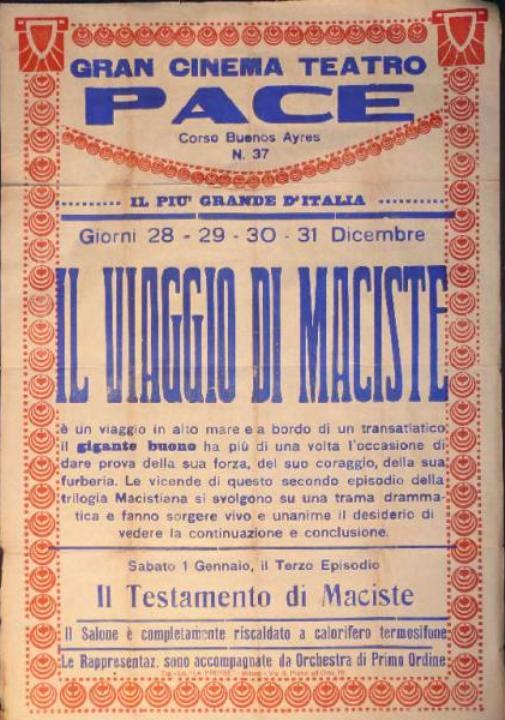 GRAN CINEMA TEATRO
PACE
Corso Buenos Ayres
N. 37
IL PIU' GRANDE D'ITALIA
Giorni 28 - 29 - 30 - 31 Dicembre
IL VIAGGIO DI MACISTE
è un viaggio in alto mare e a bordo di un transatlatico
il gigante buono ha più di una volta l'occasione di
dare prova della sua forza, del suo coraggio, della sua
furberia. Le vicende di questo secondo episodio della
trilogia Macistiana si svolgono su una trama dramma-
tica e fanno sorgere vivo e unanime il desiderio di
vedere la continuazione e conclusione.
Sabato 1 Gennaio, il Terzo Episodio
Il Testamento di Maciste
Il Salone è completamente riscaldato a calorifero termosifone
Le Rappresentaz. sono accompagnate da Orchestra di Primo Ordine